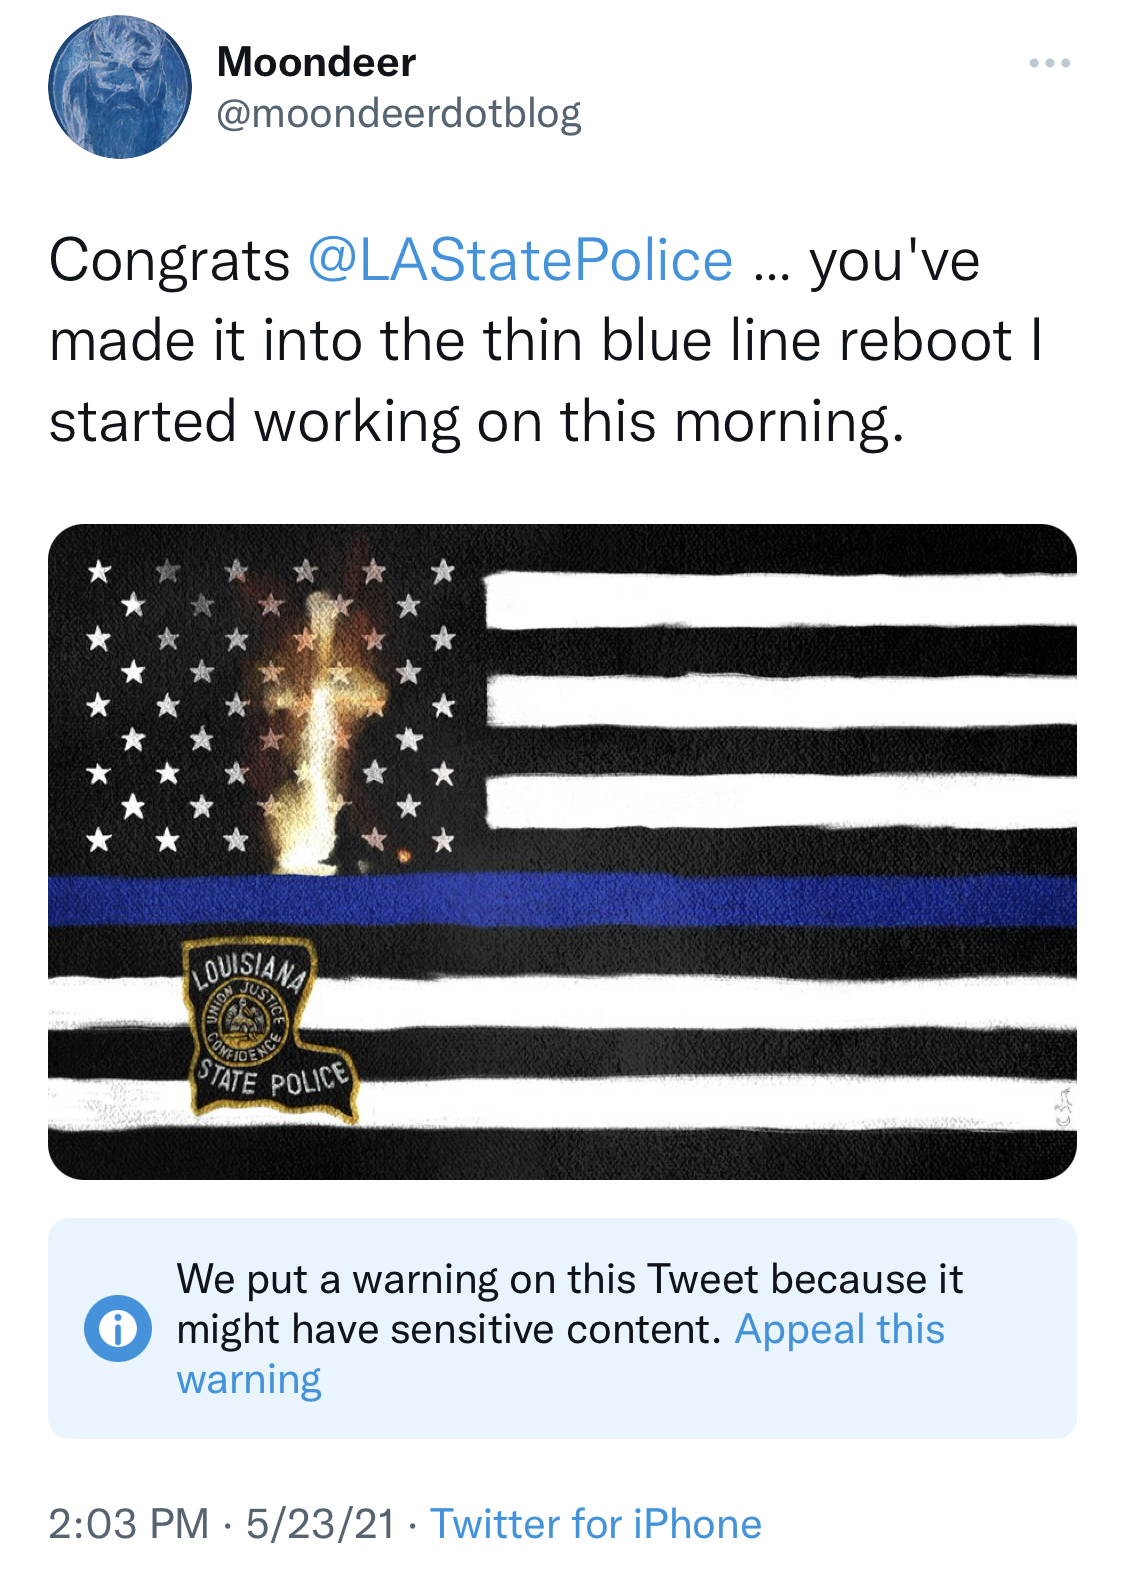 Moondeer
@moondeerdotblog
Congrats @LAStatePolice ... you've
made it into the thin blue line reboot I
started working on this morning.
LOUISIANA
UNION JUSTICE
CONFIDENCE
STATE POLICE
We put a warning on this Tweet because it
might have sensitive content. Appeal this
warning
2:03 PM · 5/23/21 · Twitter for iPhone